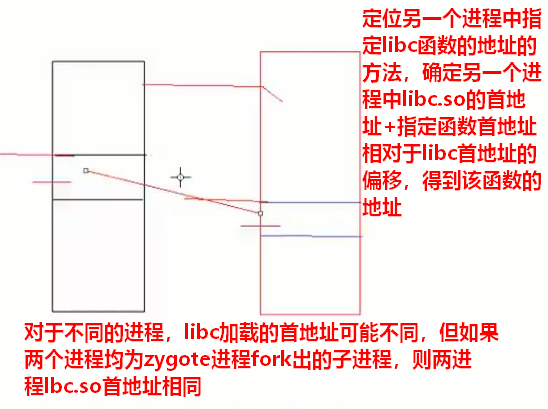 定位另一个进程中指
定libc函数的地址的
方法，确定另一个进
程中libc.so的首地
址+指定函数首地址
相对于libc首地址的
偏移，得到该函数的
地址
对于不同的进程，libc加载的首地址可能不同，但如果
两个进程均为zygote进程fork出的子进程，则两进
程lbc.so首地址相同